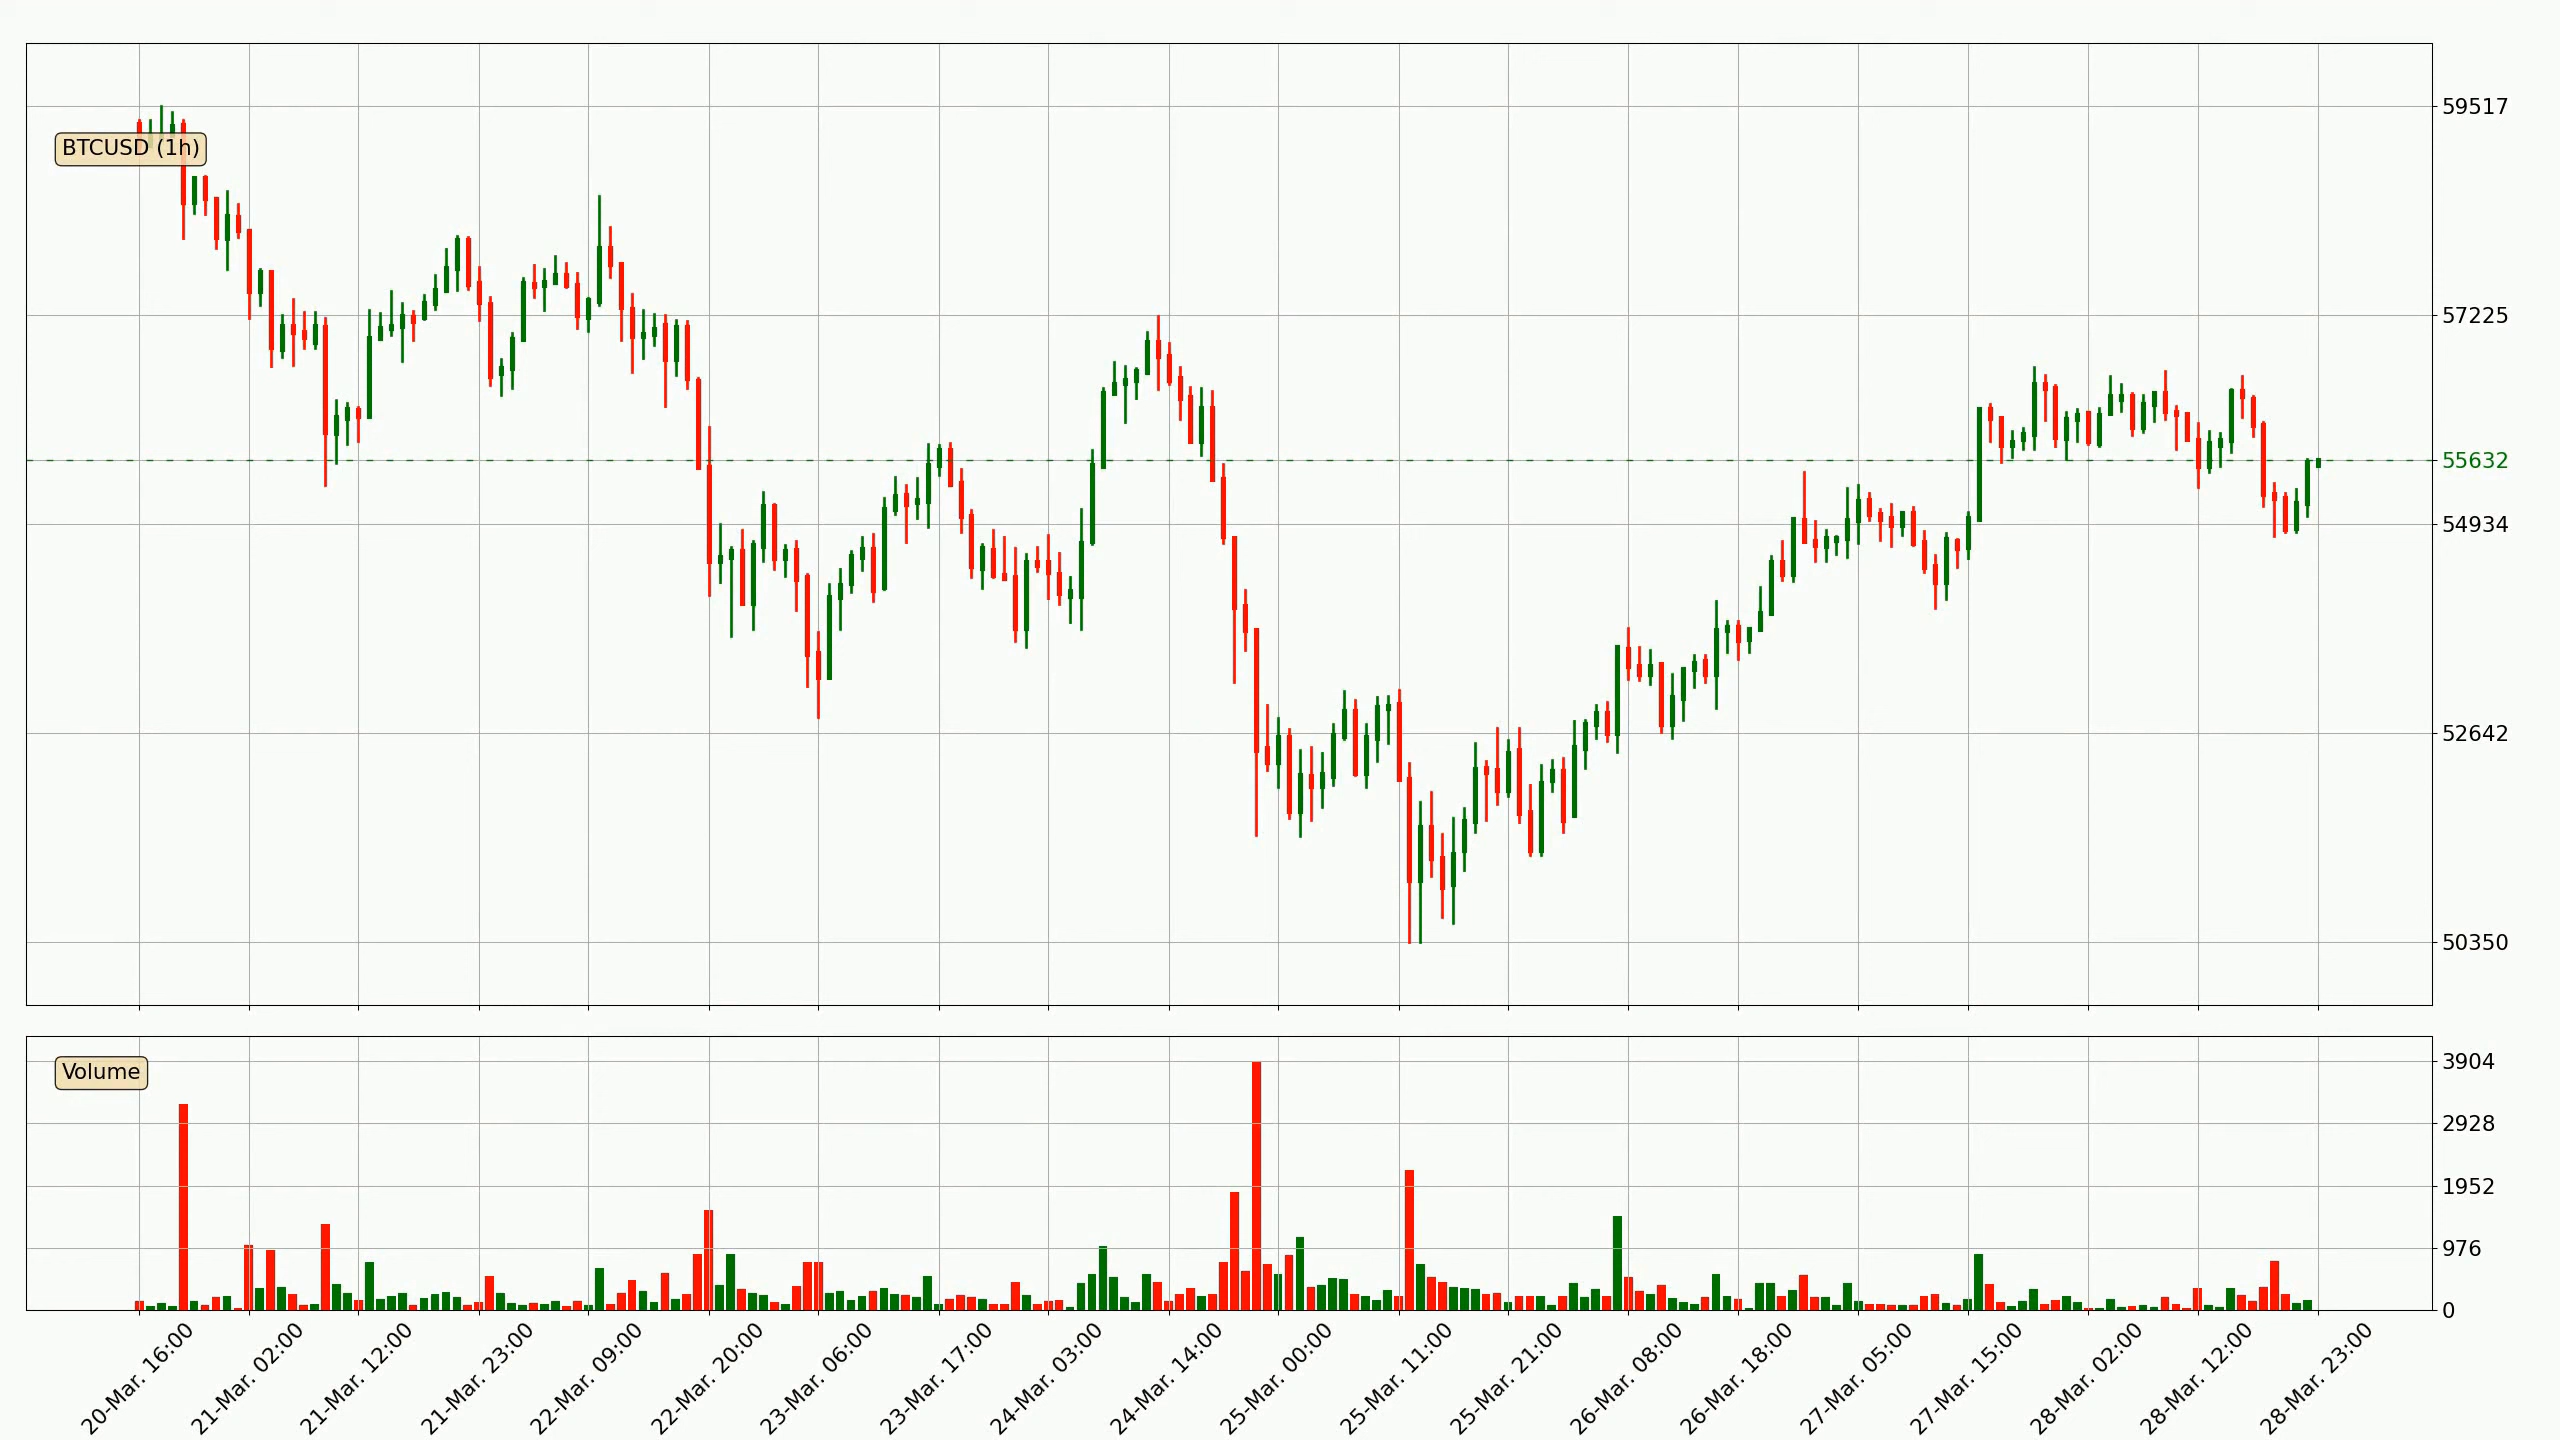 BTCUSD (1h)
59517
57225
55632
54934
52642
50350
Volume
3904
2928
1952
976
0
20-Mar. 16:00
21-Mar. 02:00
21-Mar. 12:00
21-Mar. 23:00
22-Mar. 09:00
22-Mar. 20:00
23-Mar. 06:00
23-Mar. 17:00
24-Mar. 03:00
24-Mar. 14:00
25-Mar. 00:00
25-Mar. 11:00
25-Mar. 21:00
26-Mar. 08:00
26-Mar. 18:00
27-Mar. 05:00
27-Mar. 15:00
28-Mar. 02:00
28-Mar. 12:00
28-Mar. 23:00